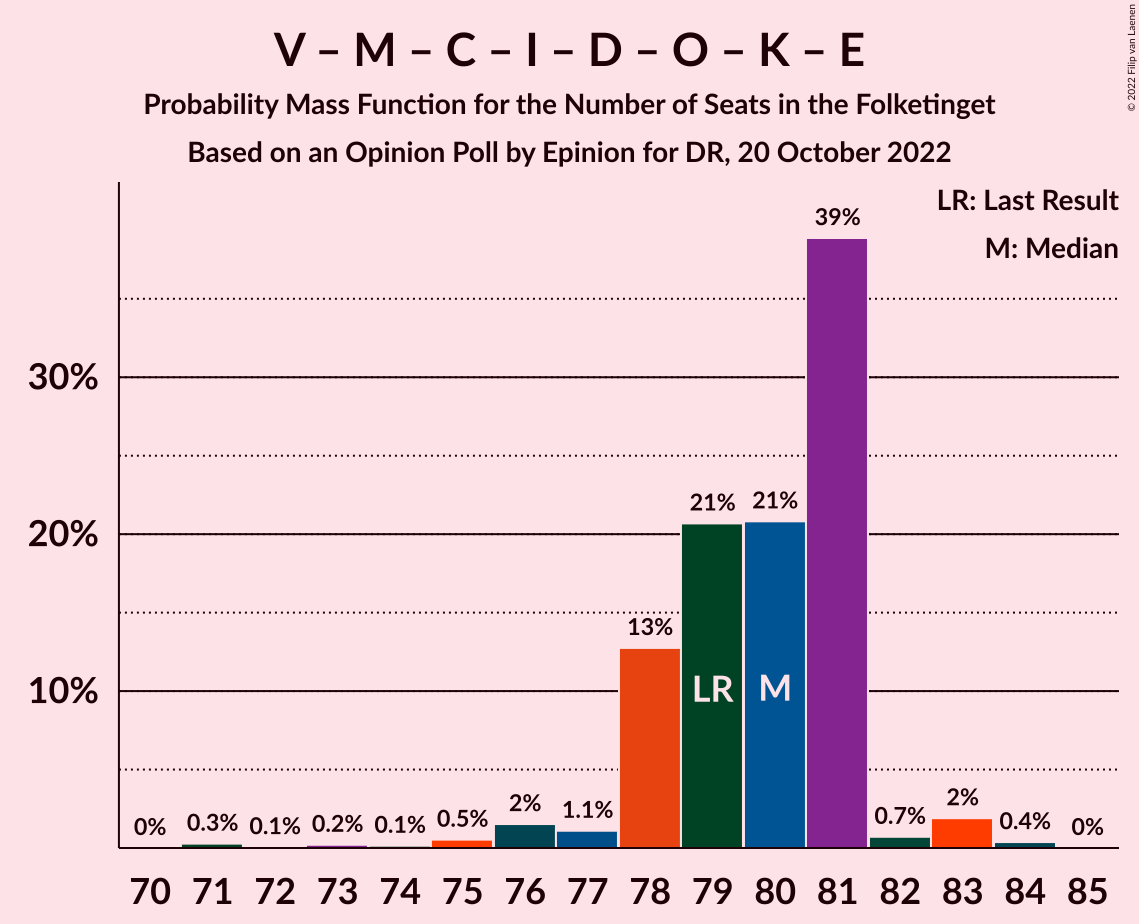 V – M – C – I – D – O – K – E
Probability Mass Function for the Number of Seats in the Folketinget
Based on an Opinion Poll by Epinion for DR, 20 October 2022
© 2022 Filip van Laenen
LR: Last Result
M: Median
39%
30%
21% 21%
20%
13%
LR M
10%
0% 0.3% 0.1% 0.2% 0.1% 0.5% 2% 1.1% 0.7% 2% 0.4% 0%
70 71 72 73 74 75 76 77 78 79 80 81 82 83 84 85